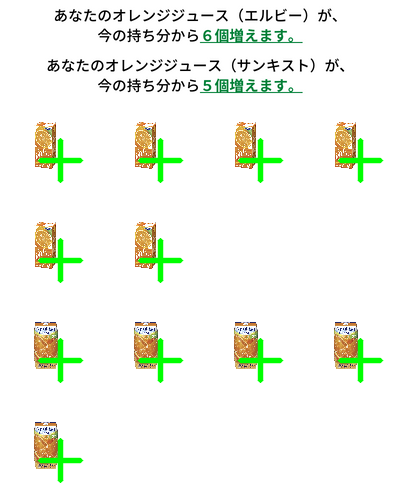 あなたのオレンジジュース（エルビー）が、
今の持ち分から６個増えます。
あなたのオレンジジュース（サンキスト）が、
今の持ち分から５個増えます。